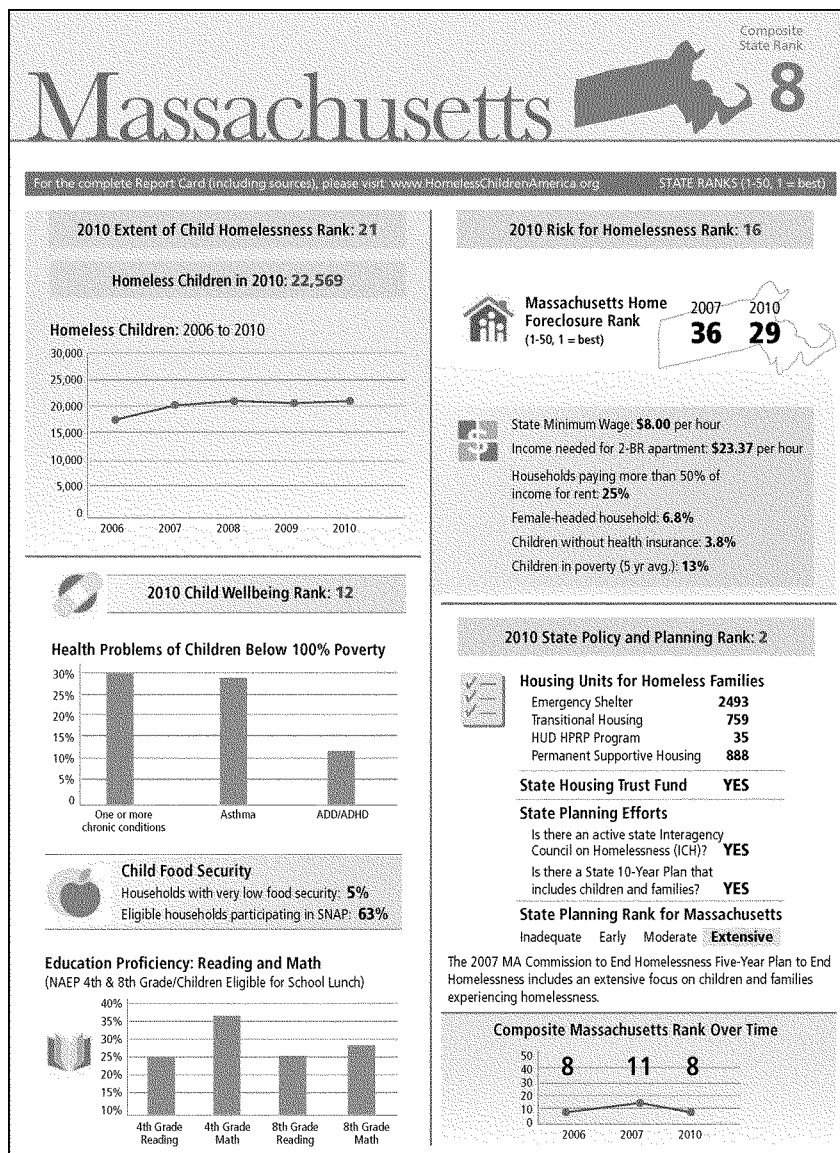 Composite
State Rank
8
Massachusetts
For the complete Report Card (including sources), please visit www.HomelessChildrenAmerica.org STATE RANKS (1-50, 1 = best)
2010 Extent of Child Homelessness Rank: 21
Homeless Children in 2010: 22,569
Homeless Children: 2006 to 2010
30,000
25,000
20,000
15,000
10,000
5,000
0
2006 2007 2008 2009 2010
2010 Child Wellbeing Rank: 12
Health Problems of Children Below 100% Poverty
30%
25%
20%
15%
10%
5%
0
One or more
chronic conditions
Asthma
ADD/ADHD
Child Food Security
Households with very low food security: 5%
Eligible households participating in SNAP: 63%
Education Proficiency: Reading and Math
(NAEP 4th & 8th Grade/Children Eligible for School Lunch)
40%
35%
30%
25%
20%
15%
10%
4th Grade
Reading
4th Grade
Math
8th Grade
Reading
8th Grade
Math
2010 Risk for Homelessness Rank: 16
Massachusetts Home
Foreclosure Rank
(1-50, 1 = best)
2007 2010
36 29
$
State Minimum Wage: $8.00 per hour
Income needed for 2-BR apartment: $23.37 per hour
Households paying more than 50% of
income for rent: 25%
Female-headed household: 6.8%
Children without health insurance: 3.8%
Children in poverty (5 yr avg.): 13%
2010 State Policy and Planning Rank: 2
Housing Units for Homeless Families
Emergency Shelter 2493
Transitional Housing 759
HUD HPRP Program 35
Permanent Supportive Housing 888
State Housing Trust Fund YES
State Planning Efforts
Is there an active state Interagency
Council on Homelessness (ICH)? YES
Is there a State 10-Year Plan that
includes children and families? YES
State Planning Rank for Massachusetts
Inadequate Early Moderate Extensive
The 2007 MA Commission to End Homelessness Five-Year Plan to End
Homelessness includes an extensive focus on children and families
experiencing homelessness.
Composite Massachusetts Rank Over Time
50
40
30
20
10
0
8 11 8
2006 2007 2010